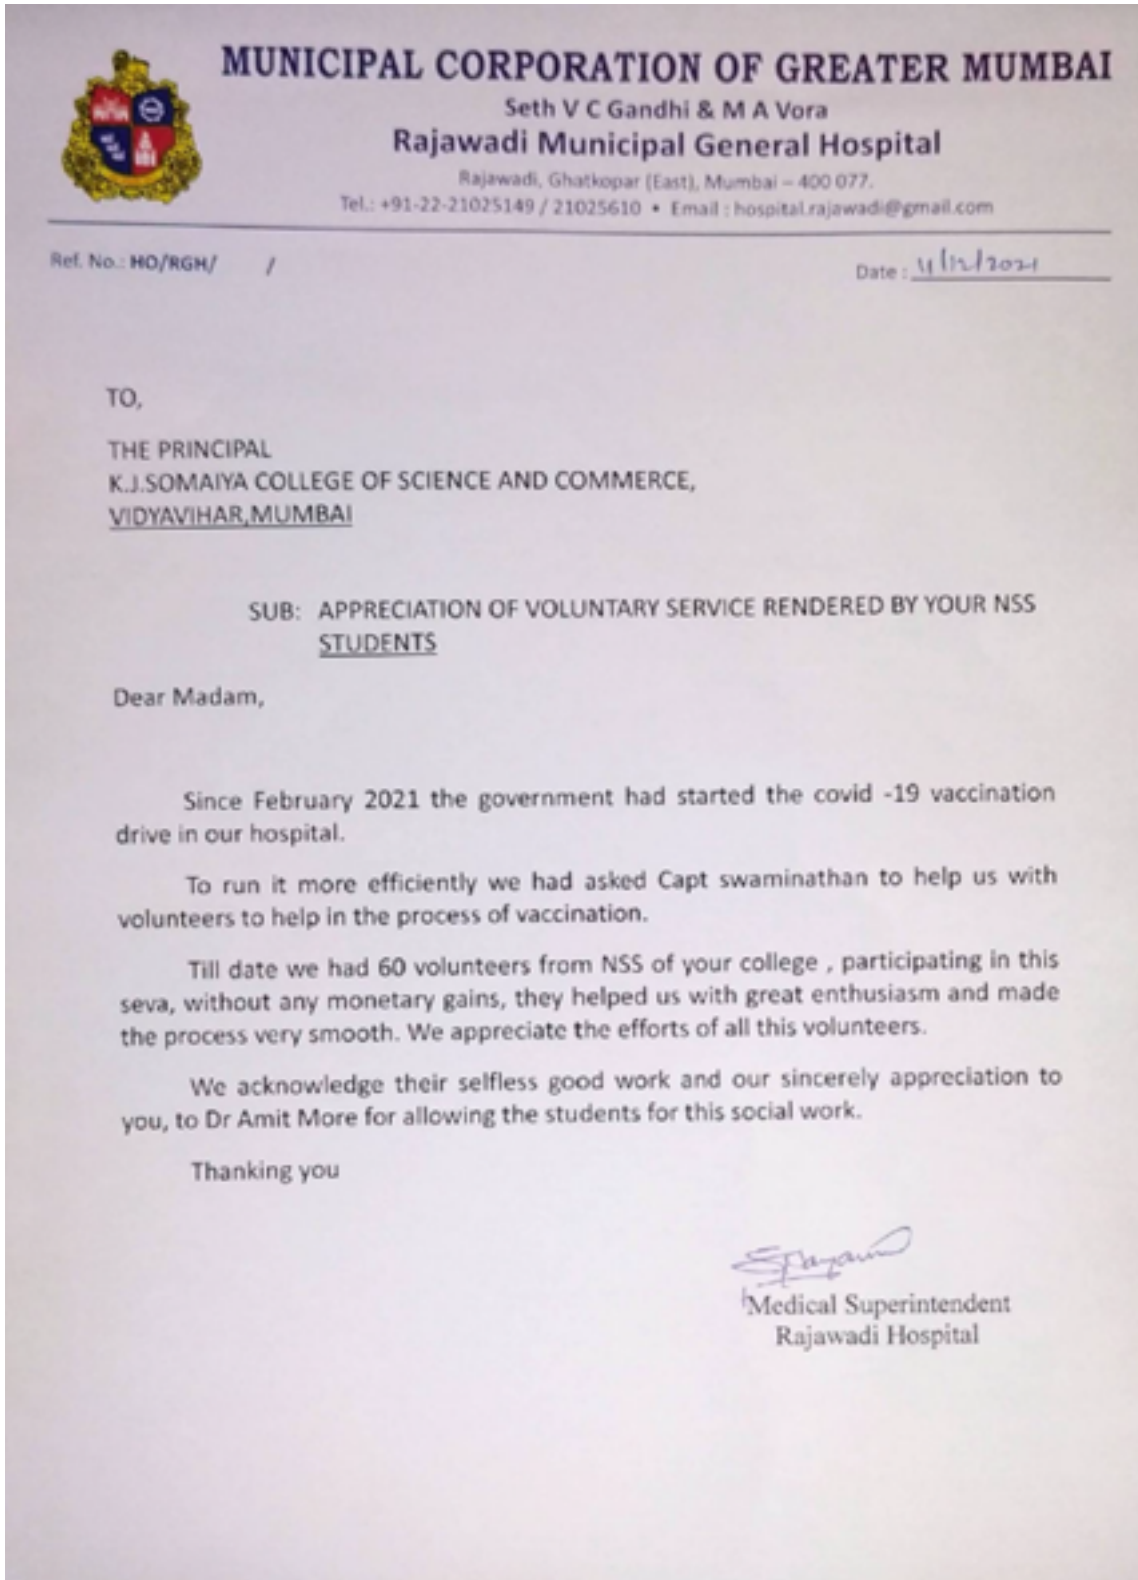 MUNICIPAL CORPORATION OF GREATER MUMBAI
Seth V C Gandhi & M A Vora
Rajawadi Municipal General Hospital
Rajawadi, Ghatkopar (East), Mumbai – 400 077.
Tel.: +91-22-21025149 / 21025610 • Email : hospital.rajawadi@gmail.com
Ref. No.: HO/RGH/ /
Date : /12/2021
TO,
THE PRINCIPAL
K.J.SOMAIYA COLLEGE OF SCIENCE AND COMMERCE,
VIDYAVIHAR,MUMBAI
SUB: APPRECIATION OF VOLUNTARY SERVICE RENDERED BY YOUR NSS
STUDENTS
Dear Madam,
Since February 2021 the government had started the covid -19 vaccination
drive in our hospital.
To run it more efficiently we had asked Capt swaminathan to help us with
volunteers to help in the process of vaccination.
Till date we had 60 volunteers from NSS of your college , participating in this
seva, without any monetary gains, they helped us with great enthusiasm and made
the process very smooth. We appreciate the efforts of all this volunteers.
We acknowledge their selfless good work and our sincerely appreciation to
you, to Dr Amit More for allowing the students for this social work.
Thanking you
Medical Superintendent
Rajawadi Hospital